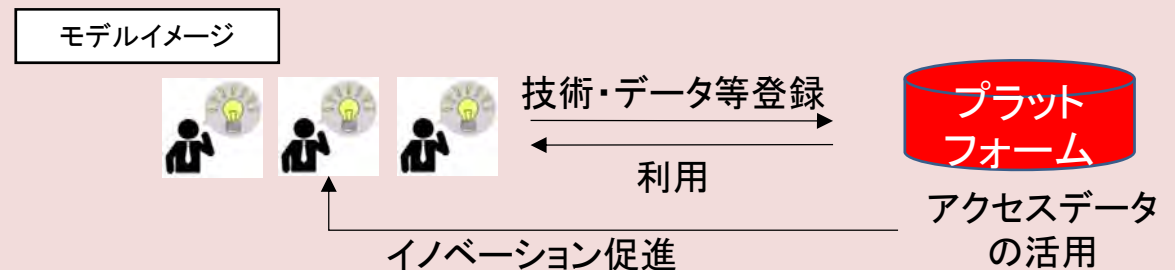 モデルイメージ
技術・データ等登録
利用
プラット
フォーム
アクセスデータ
の活用
イノベーション促進